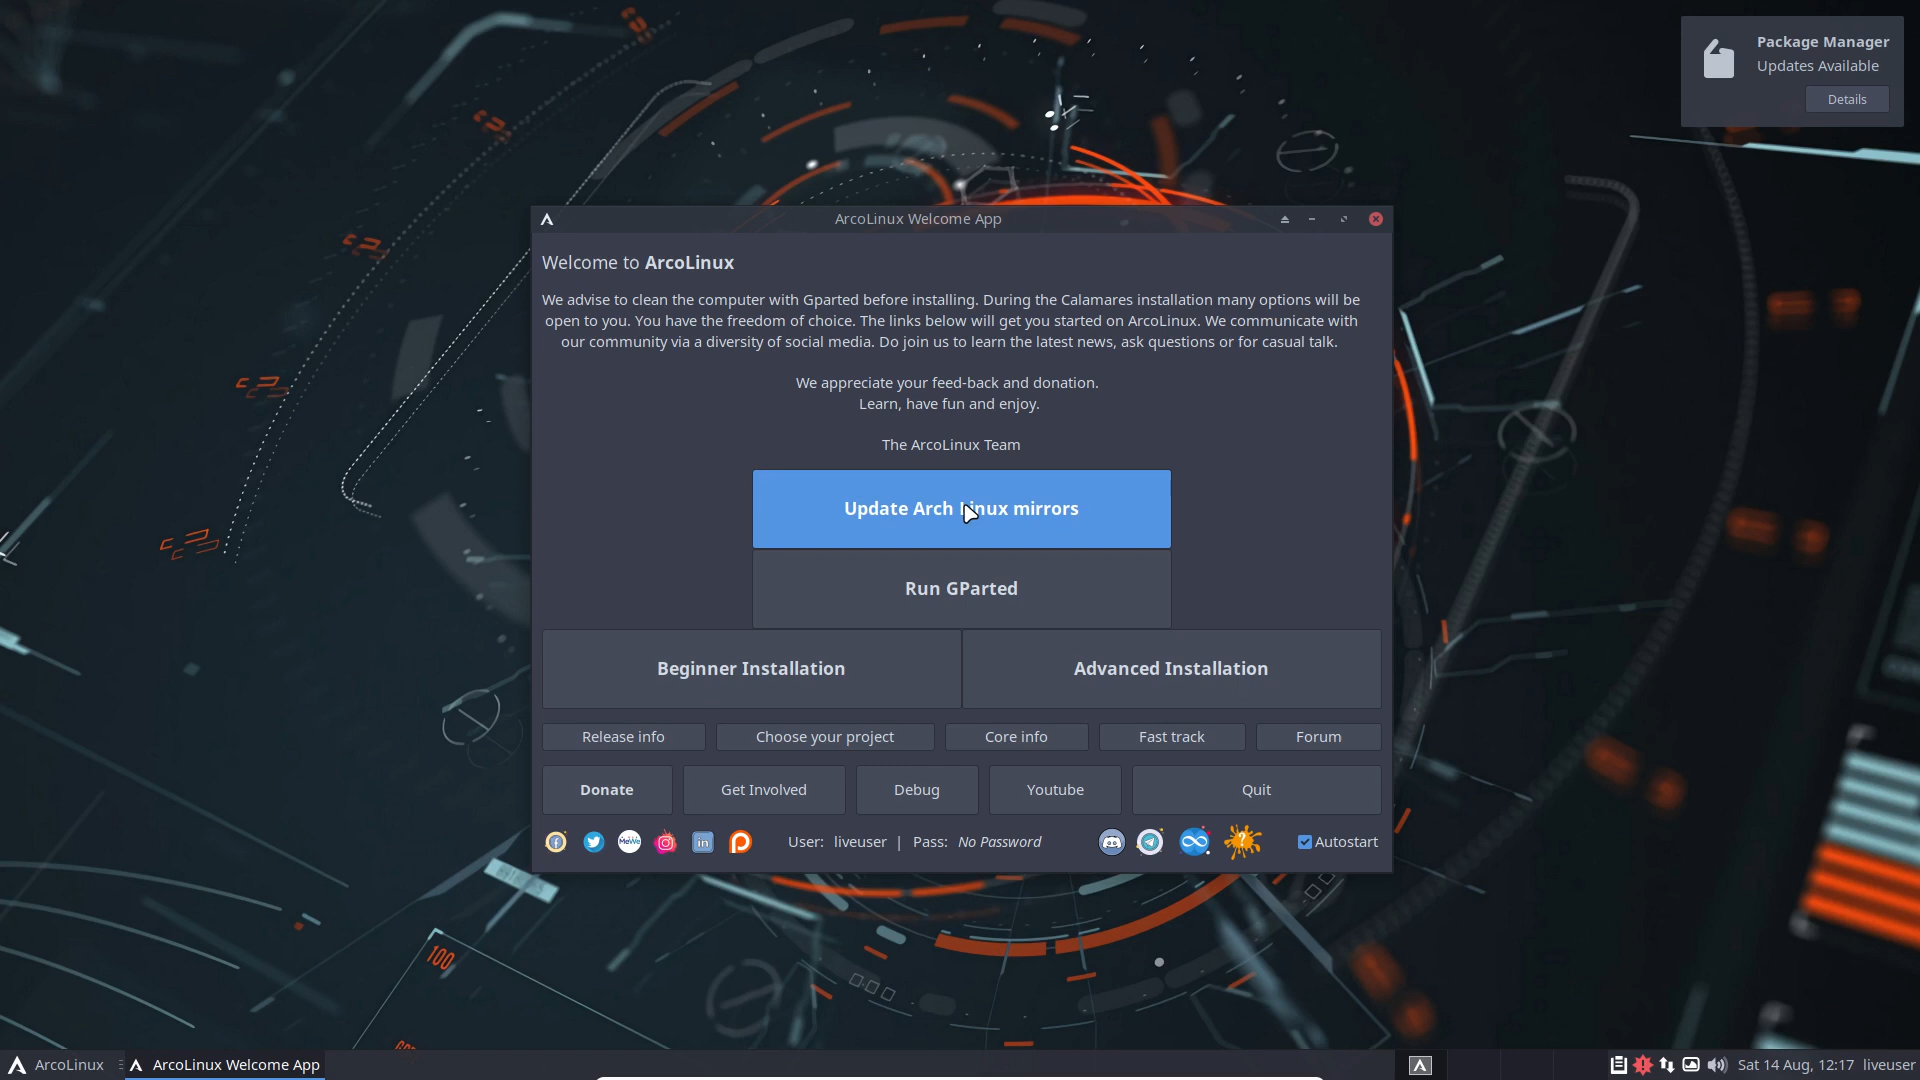 Package Manager
Updates Available
Details
ArcoLinux Welcome App
Welcome to ArcoLinux
We advise to clean the computer with Gparted before installing. During the Calamares installation many options will be
open to you. You have the freedom of choice. The links below will get you started on ArcoLinux. We communicate with
our community via a diversity of social media. Do join us to learn the latest news, ask questions or for casual talk.
We appreciate your feed-back and donation.
Learn, have fun and enjoy.
The ArcoLinux Team
Update Arch Linux mirrors
Run GParted
Beginner Installation
Advanced Installation
Release info
Choose your project
Core info
Fast track
Forum
Donate
Get Involved
Debug
Youtube
Quit
MeWe
in
User: liveuser | Pass: No Password
?
Autostart
100
ArcoLinux
ArcoLinux Welcome App
Sat 14 Aug, 12:17 liveuser